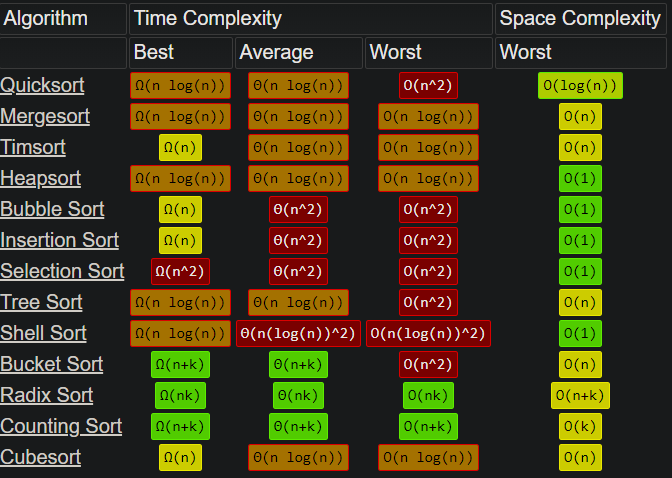 Algorithm Time Complexity Space Complexity
Best Average Worst Worst
Quicksort Ω(n log(n)) Θ(n log(n)) O(n^2) O(log(n))
Mergesort Ω(n log(n)) Θ(n log(n)) O(n log(n)) O(n)
Timsort Ω(n) Θ(n log(n)) O(n log(n)) O(n)
Heapsort Ω(n log(n)) Θ(n log(n)) O(n log(n)) O(1)
Bubble Sort Ω(n) Θ(n^2) O(n^2) O(1)
Insertion Sort Ω(n) Θ(n^2) O(n^2) O(1)
Selection Sort Ω(n^2) Θ(n^2) O(n^2) O(1)
Tree Sort Ω(n log(n)) Θ(n log(n)) O(n^2) O(n)
Shell Sort Ω(n log(n)) Θ(n(log(n))^2) O(n(log(n))^2) O(1)
Bucket Sort Ω(n+k) Θ(n+k) O(n^2) O(n)
Radix Sort Ω(nk) Θ(nk) O(nk) O(n+k)
Counting Sort Ω(n+k) Θ(n+k) O(n+k) O(k)
Cubesort Ω(n) Θ(n log(n)) O(n log(n)) O(n)